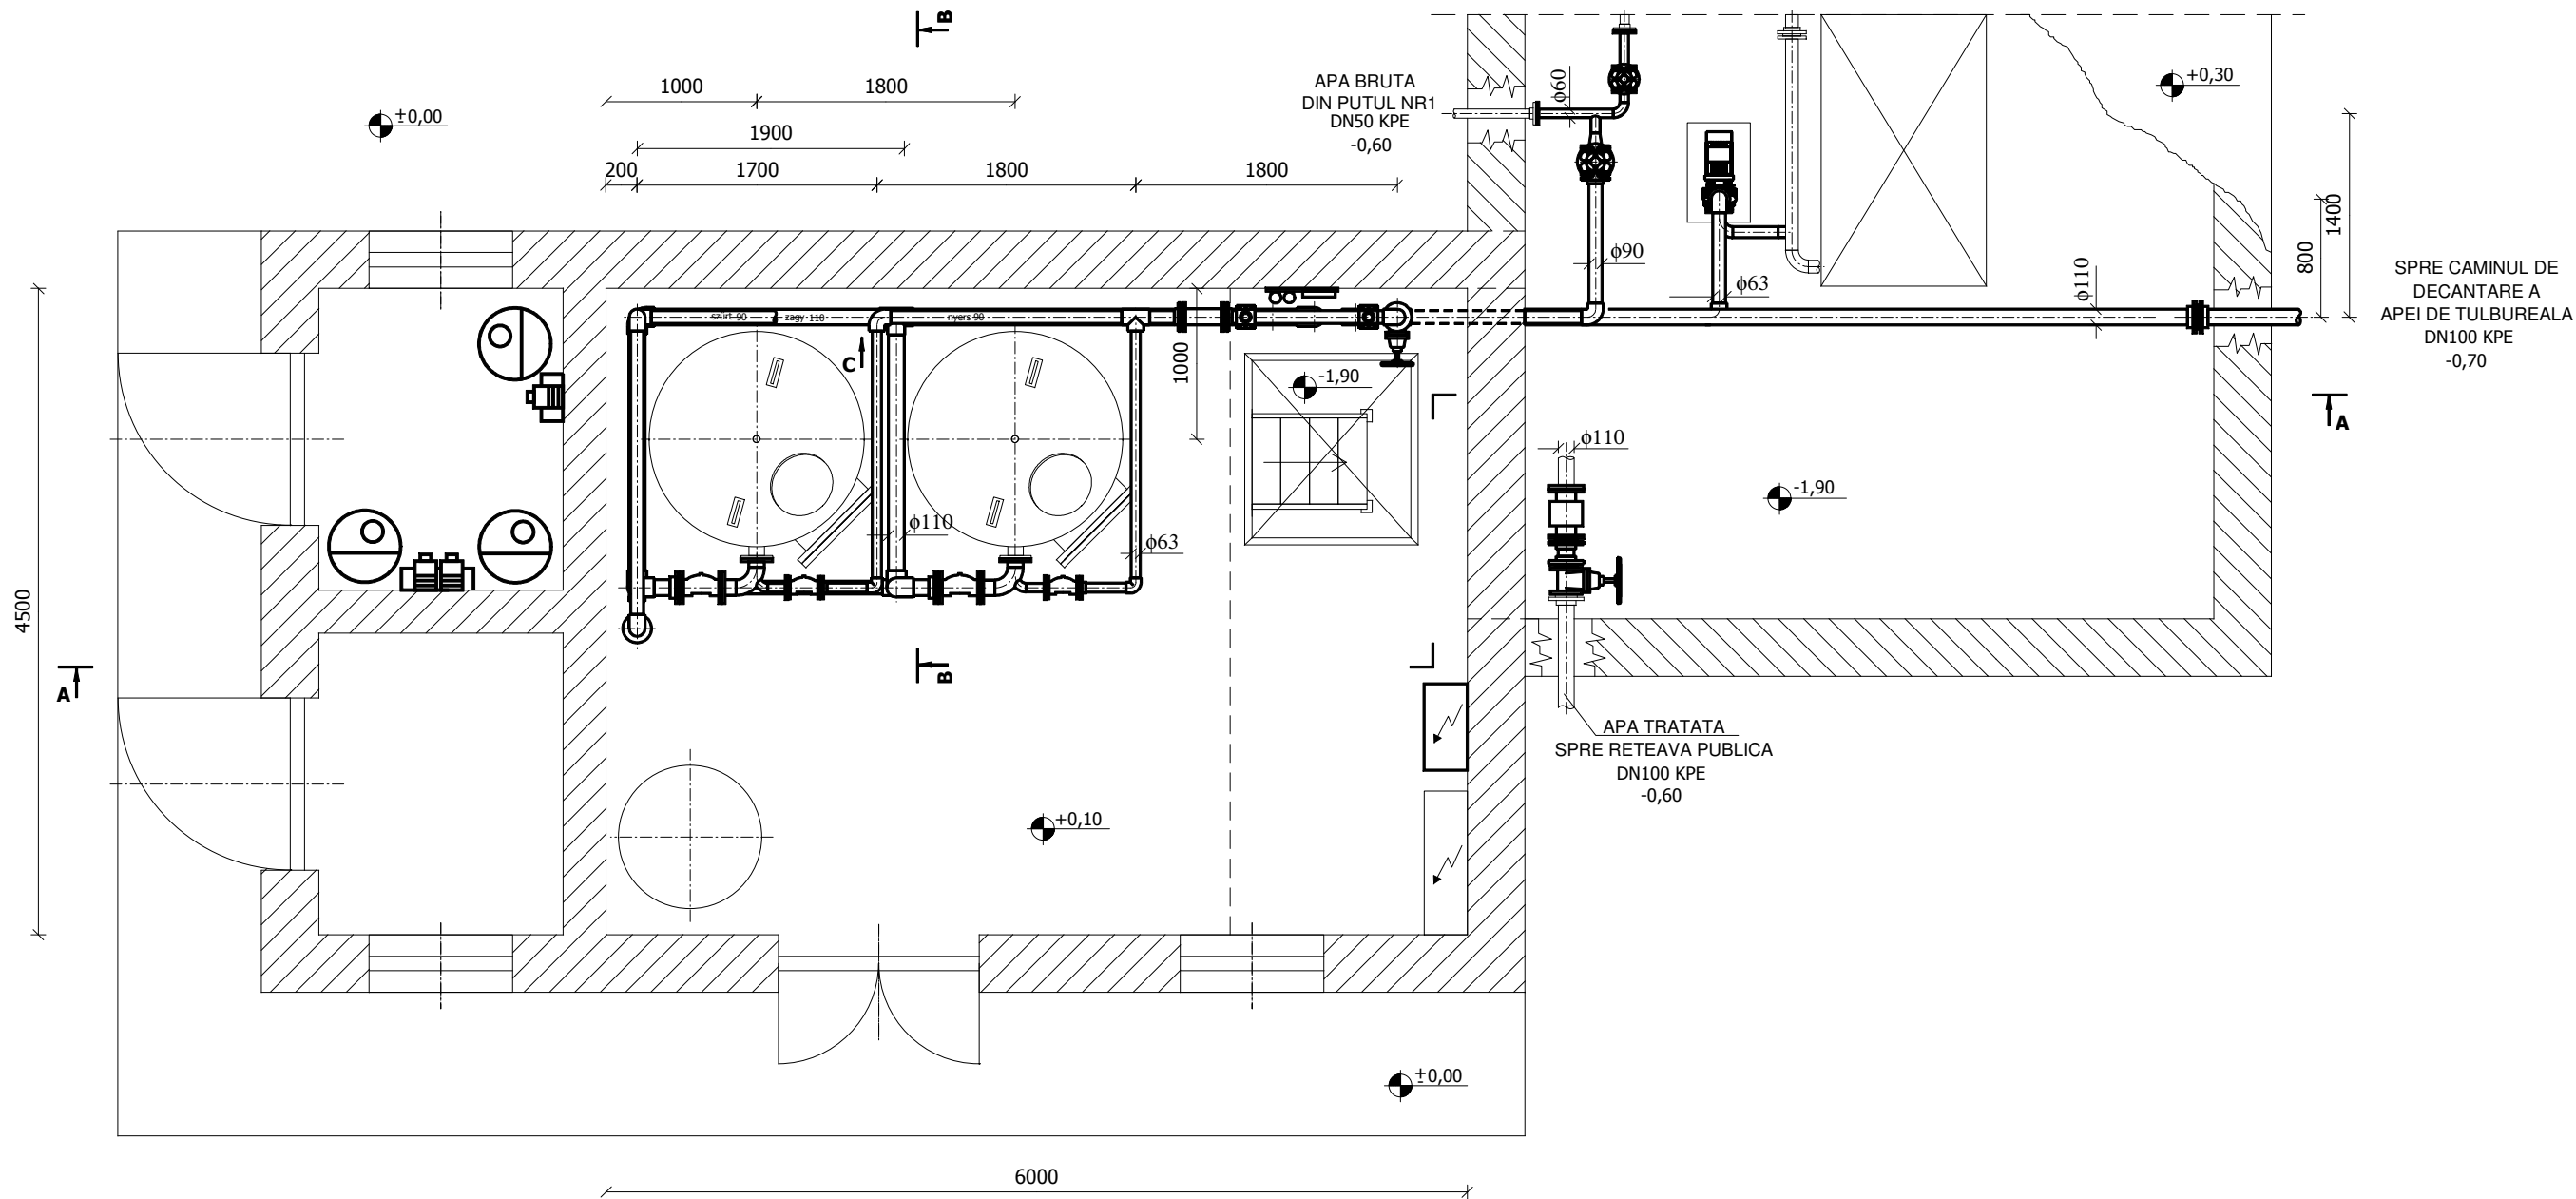 B
1000
1800
±0,00
1900
200
1700
1800
1800
APA BRUTA
DIN PUTUL NR1
DN50 KPE
-0,60
ϕ60
+0,30
1400
800
ϕ90
ϕ63
ϕ110
SPRE CAMINUL DE
DECANTARE A
APEI DE TULBUREALA
DN100 KPE
-0,70
szürt 90
zagy 110
nyers 90
C
1000
-1,90
A
ϕ110
-1,90
ϕ110
ϕ63
4500
A
B
APA TRATATA
SPRE RETEAVA PUBLICA
DN100 KPE
-0,60
+0,10
±0,00
6000